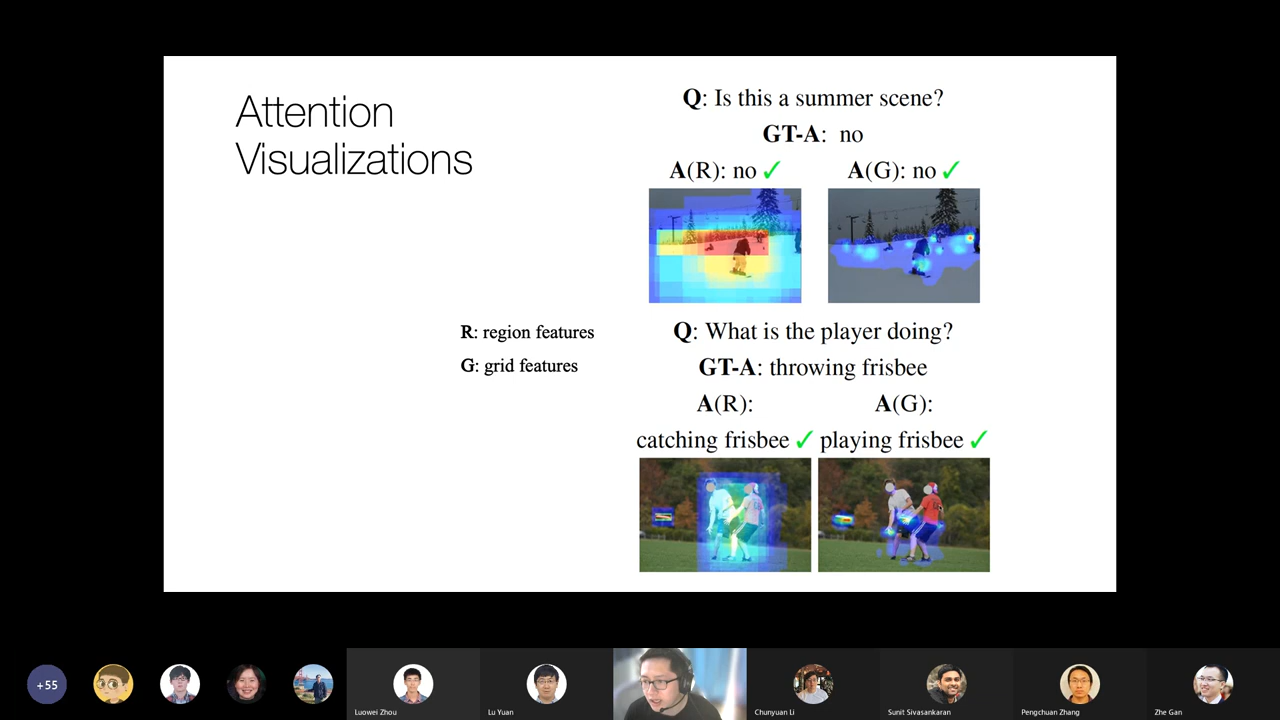 Attention
Visualizations
Q: Is this a summer scene?
GT-A: no
A(R): no ✓ A(G): no ✓
R: region features
G: grid features
Q: What is the player doing?
GT-A: throwing frisbee
A(R): A(G):
catching frisbee ✓ playing frisbee ✓
+55
Luowei Zhou
Lu Yuan
Chunyuan Li
Sunit Sivasankaran
Pengchuan Zhang
Zhe Gan